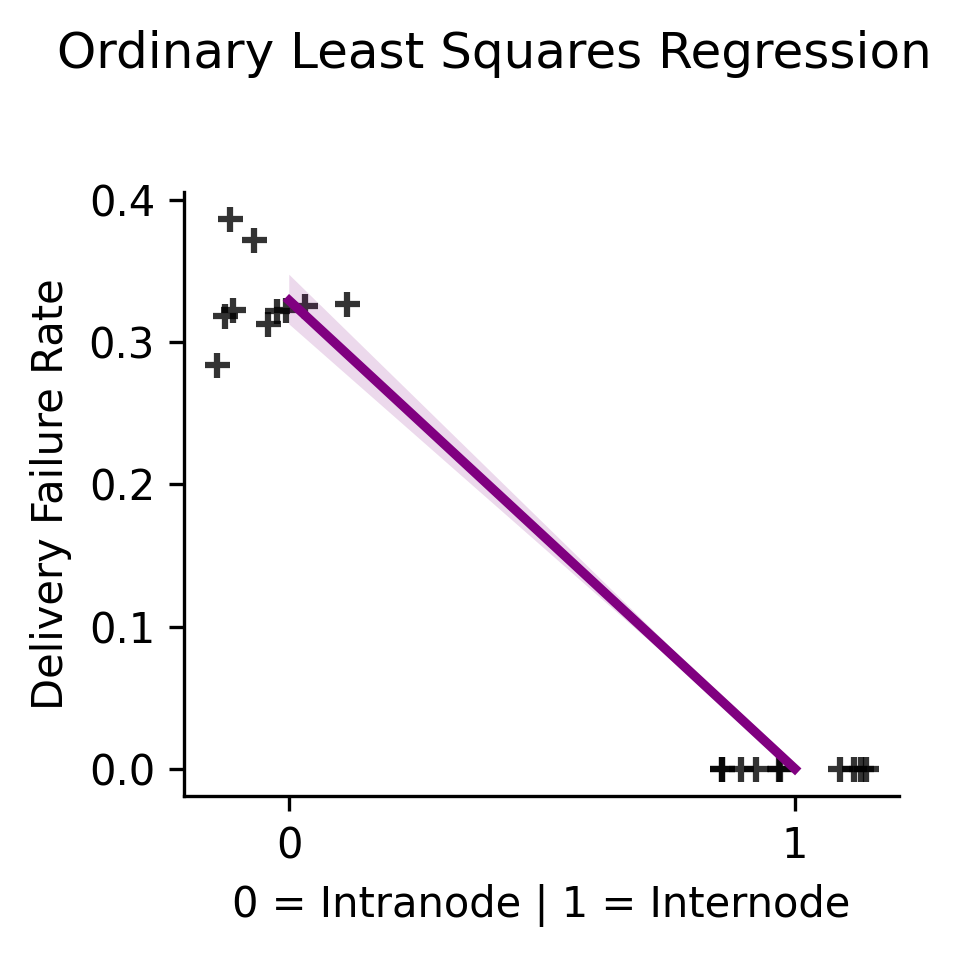 Ordinary Least Squares Regression
0.4
0.3
0.2
0.1
0.0
Delivery Failure Rate
0 1
0 = Intranode | 1 = Internode